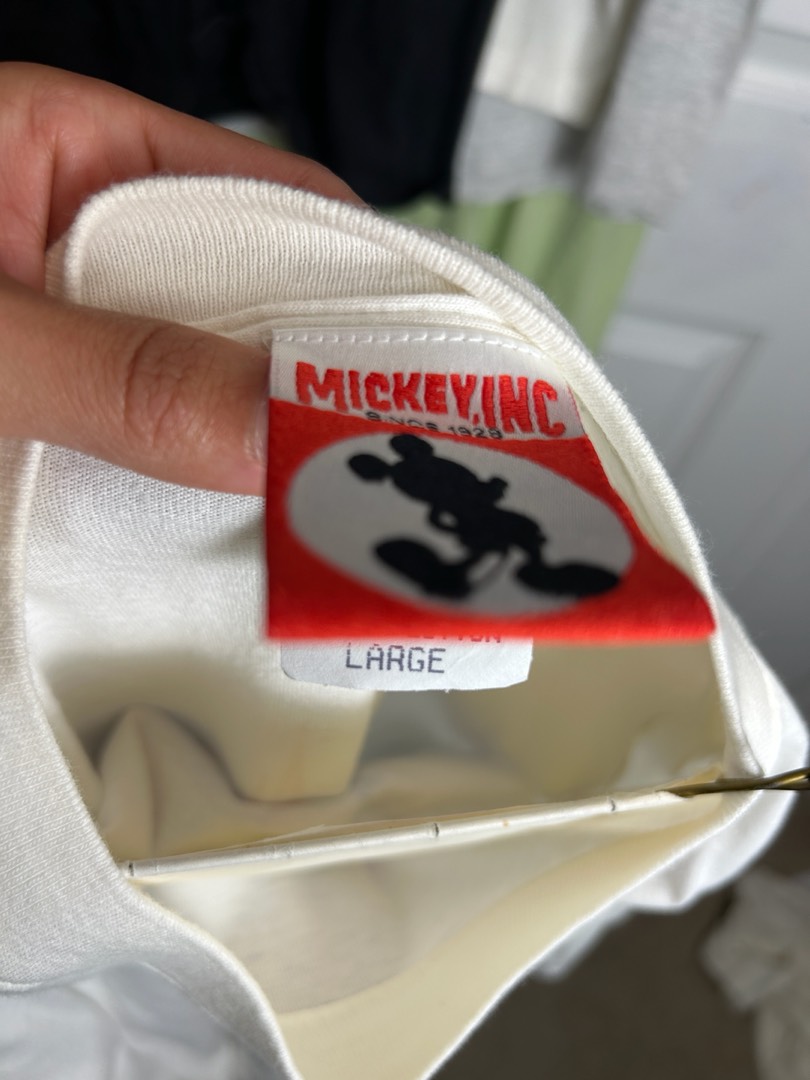 MICKEY, INC
SINCE 1928
LARGE